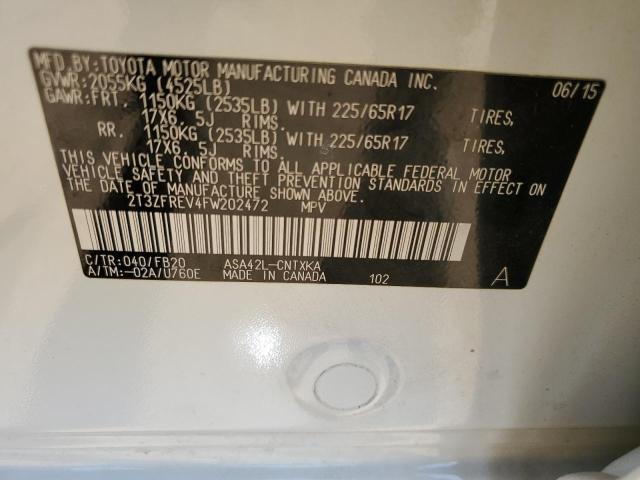 MFD.BY:TOYOTA MOTOR MANUFACTURING CANADA INC.
GVWR:2055KG (4525LB) 06/15
GAWR:FRT. 1150KG (2535LB) WITH 225/65R17 TIRES,
17X6.5J RIMS.
RR. 1150KG (2535LB) WITH 225/65R17 TIRES,
17X6.5J RIMS.
THIS VEHICLE CONFORMS TO ALL APPLICABLE FEDERAL MOTOR
VEHICLE SAFETY AND THEFT PREVENTION STANDARDS IN EFFECT ON
THE DATE OF MANUFACTURE SHOWN ABOVE.
2T3ZFREV4FW202472 MPV
C/TR:040/FB20 ASA42L-CNTXKA
A/TM:-02A/U760E MADE IN CANADA 102 A